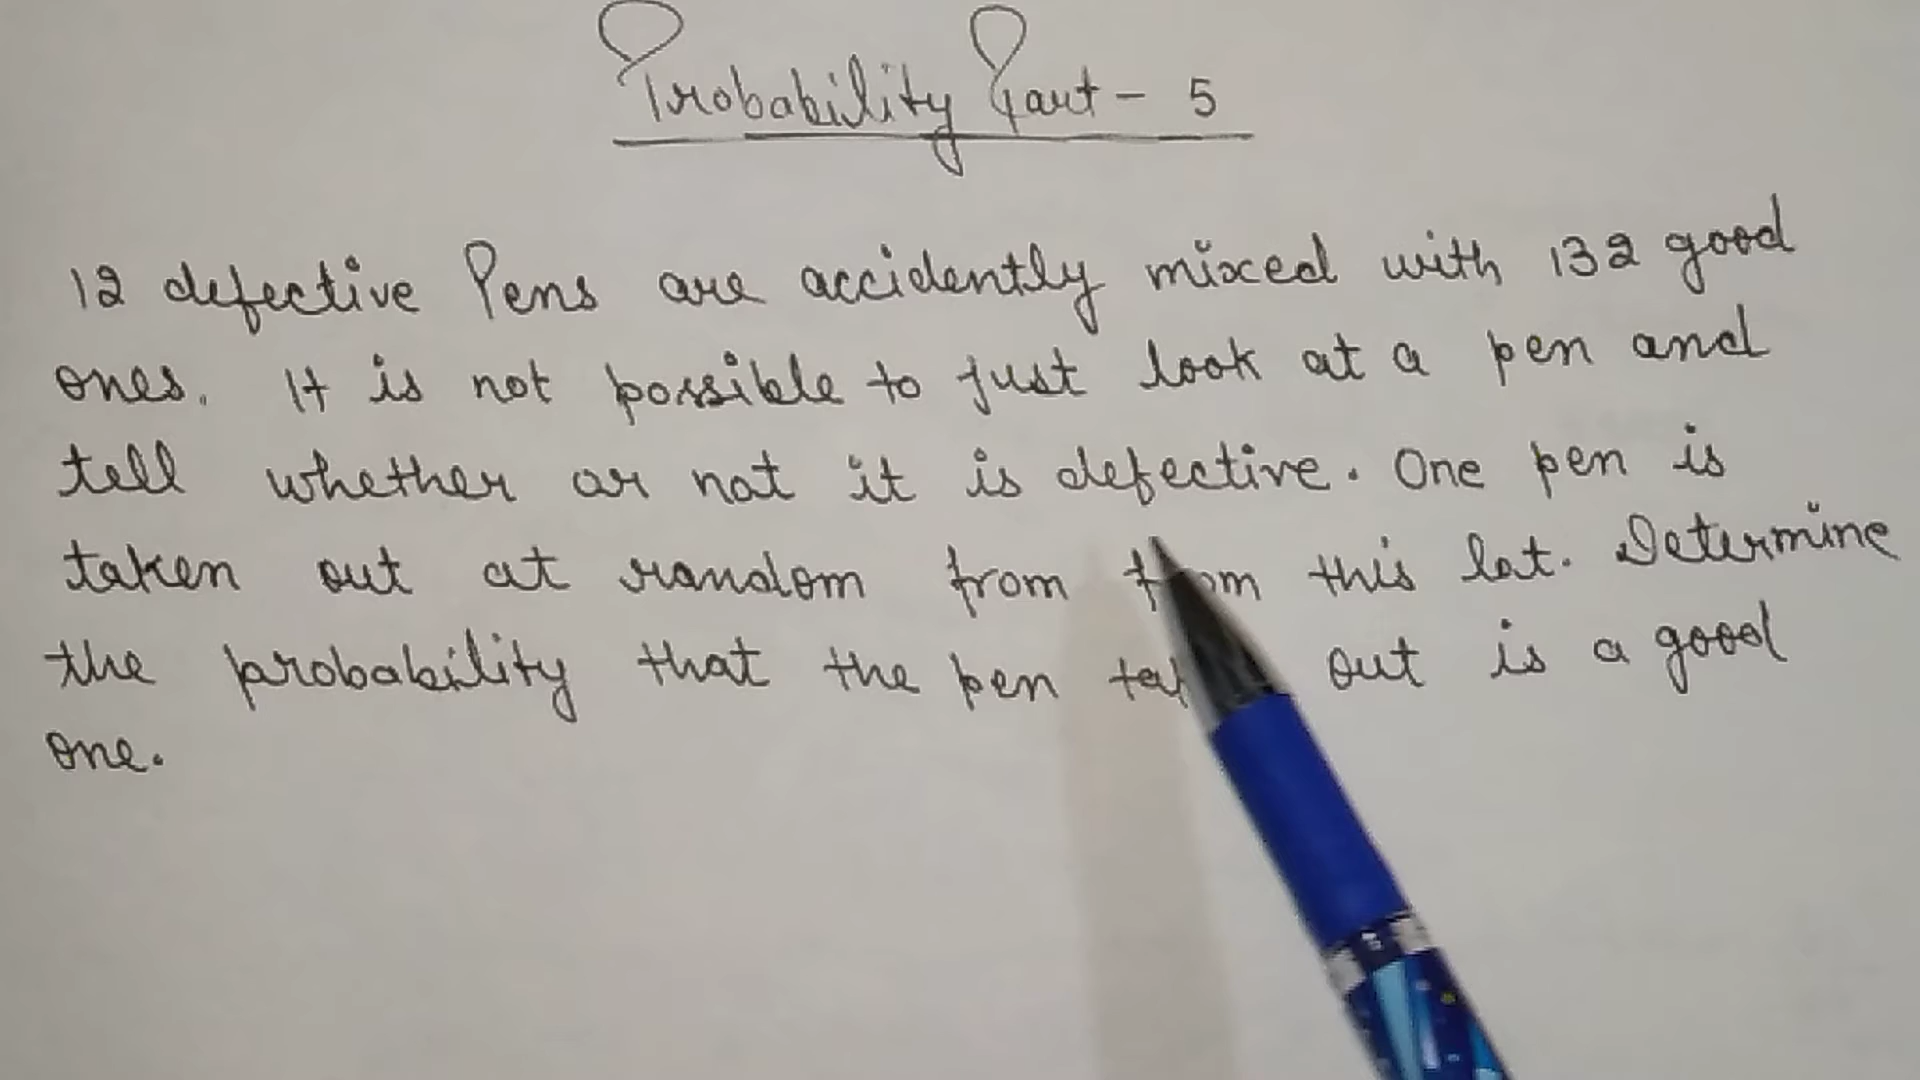 Probability Part - 5
12 defective Pens are accidently mixed with 132 good
ones. It is not possible to just look at a pen and
tell whether or not it is defective. One pen is
taken out at random from from this lot. Determine
the probability that the pen out is a good
one.